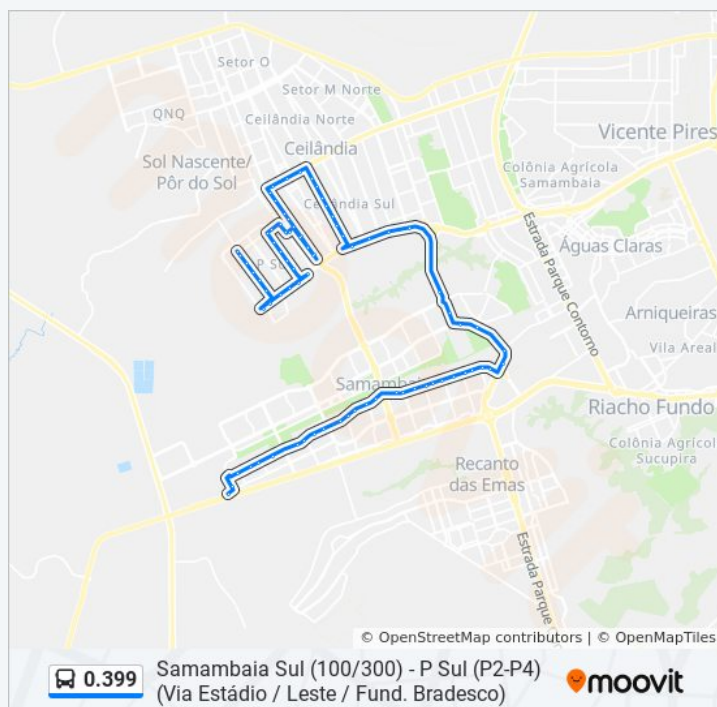 Setor O
Setor M Norte
QNQ
Ceilândia Norte
Vicente Pires
Ceilândia
Sol Nascente/
Pôr do Sol
Colônia Agrícola
Samambaia
Ceilândia Sul
Águas Claras
P Sul
Estrada Parque Contorno
Arniqueiras
Vila Areal
Samambaia
Riacho Fundo
Colônia Agrícol
Sucupira
Recanto
das Emas
Estrada Parque
© OpenStreetMap contributors | © OpenMapTiles
0.399
Samambaia Sul (100/300) - P Sul (P2-P4)
(Via Estádio / Leste / Fund. Bradesco)
moovit